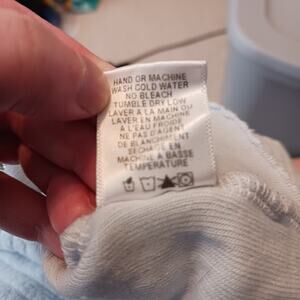 HAND OR MACHINE
WASH COLD WATER
NO BLEACH
TUMBLE DRY LOW
LAVER A LA MAIN OU
LAVER EN MACHINE
A L'EAU FROIDE
NE PAS D'AGENT
DE BLANCHIMENT
SECHAGE EN
MACHINE A BASSE
TEMPERATURE